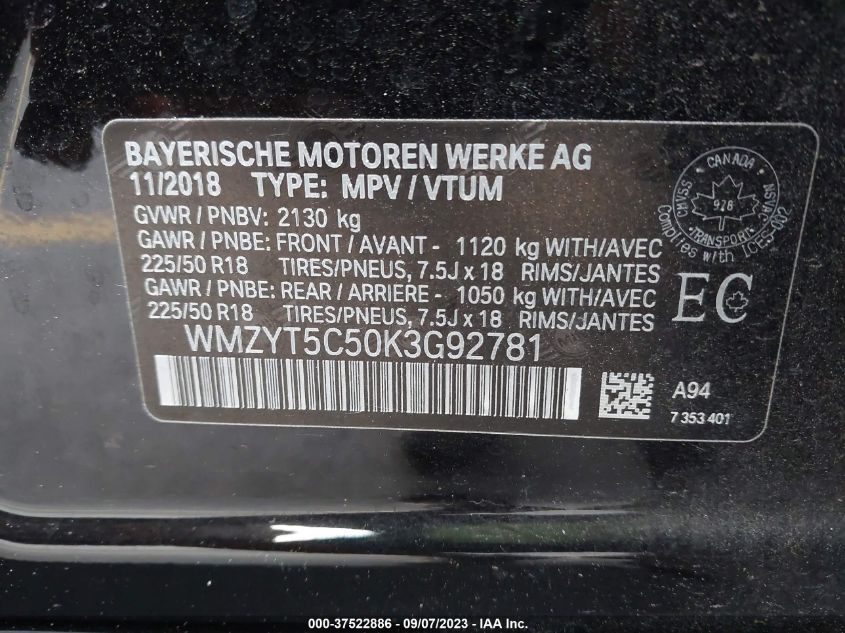 BAYERISCHE MOTOREN WERKE AG
11/2018 TYPE: MPV / VTUM
GVWR / PNBV: 2130 kg
GAWR / PNBE: FRONT / AVANT - 1120 kg WITH/AVEC
225/50 R18 TIRES/PNEUS, 7.5J x 18 RIMS/JANTES
GAWR / PNBE: REAR / ARRIERE - 1050 kg WITH/AVEC
225/50 R18 TIRES/PNEUS, 7.5J x 18 RIMS/JANTES
WMZYT5C50K3G92781
CANADA
CMVSS
NSVAC
928
TRANSPORT
Complies with ICES-002
EC
A94
7 353 401
000-37522886 - 09/07/2023 - IAA Inc.